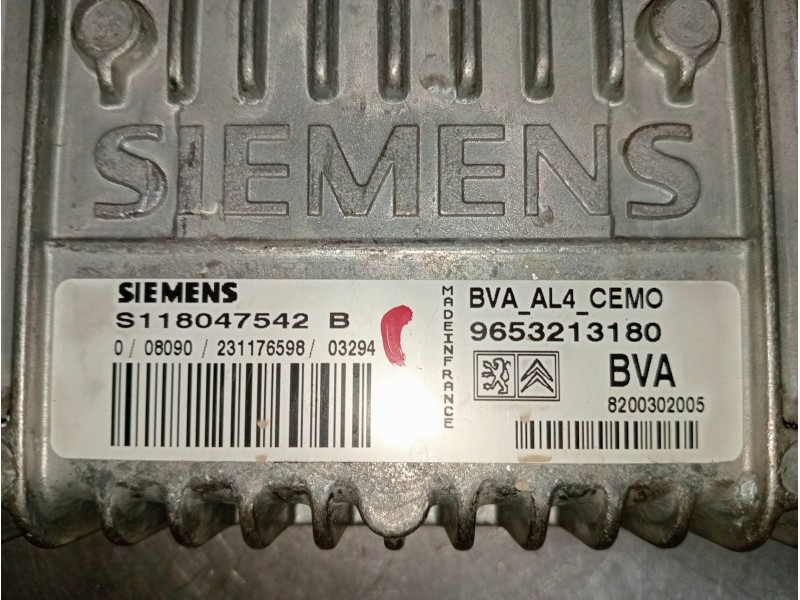 SIEMENS
SIEMENS
S118047542 B
0 / 08090 / 231176598 / 03294
MADEINFRANCE
BVA_AL4_CEMO
9653213180
BVA
8200302005